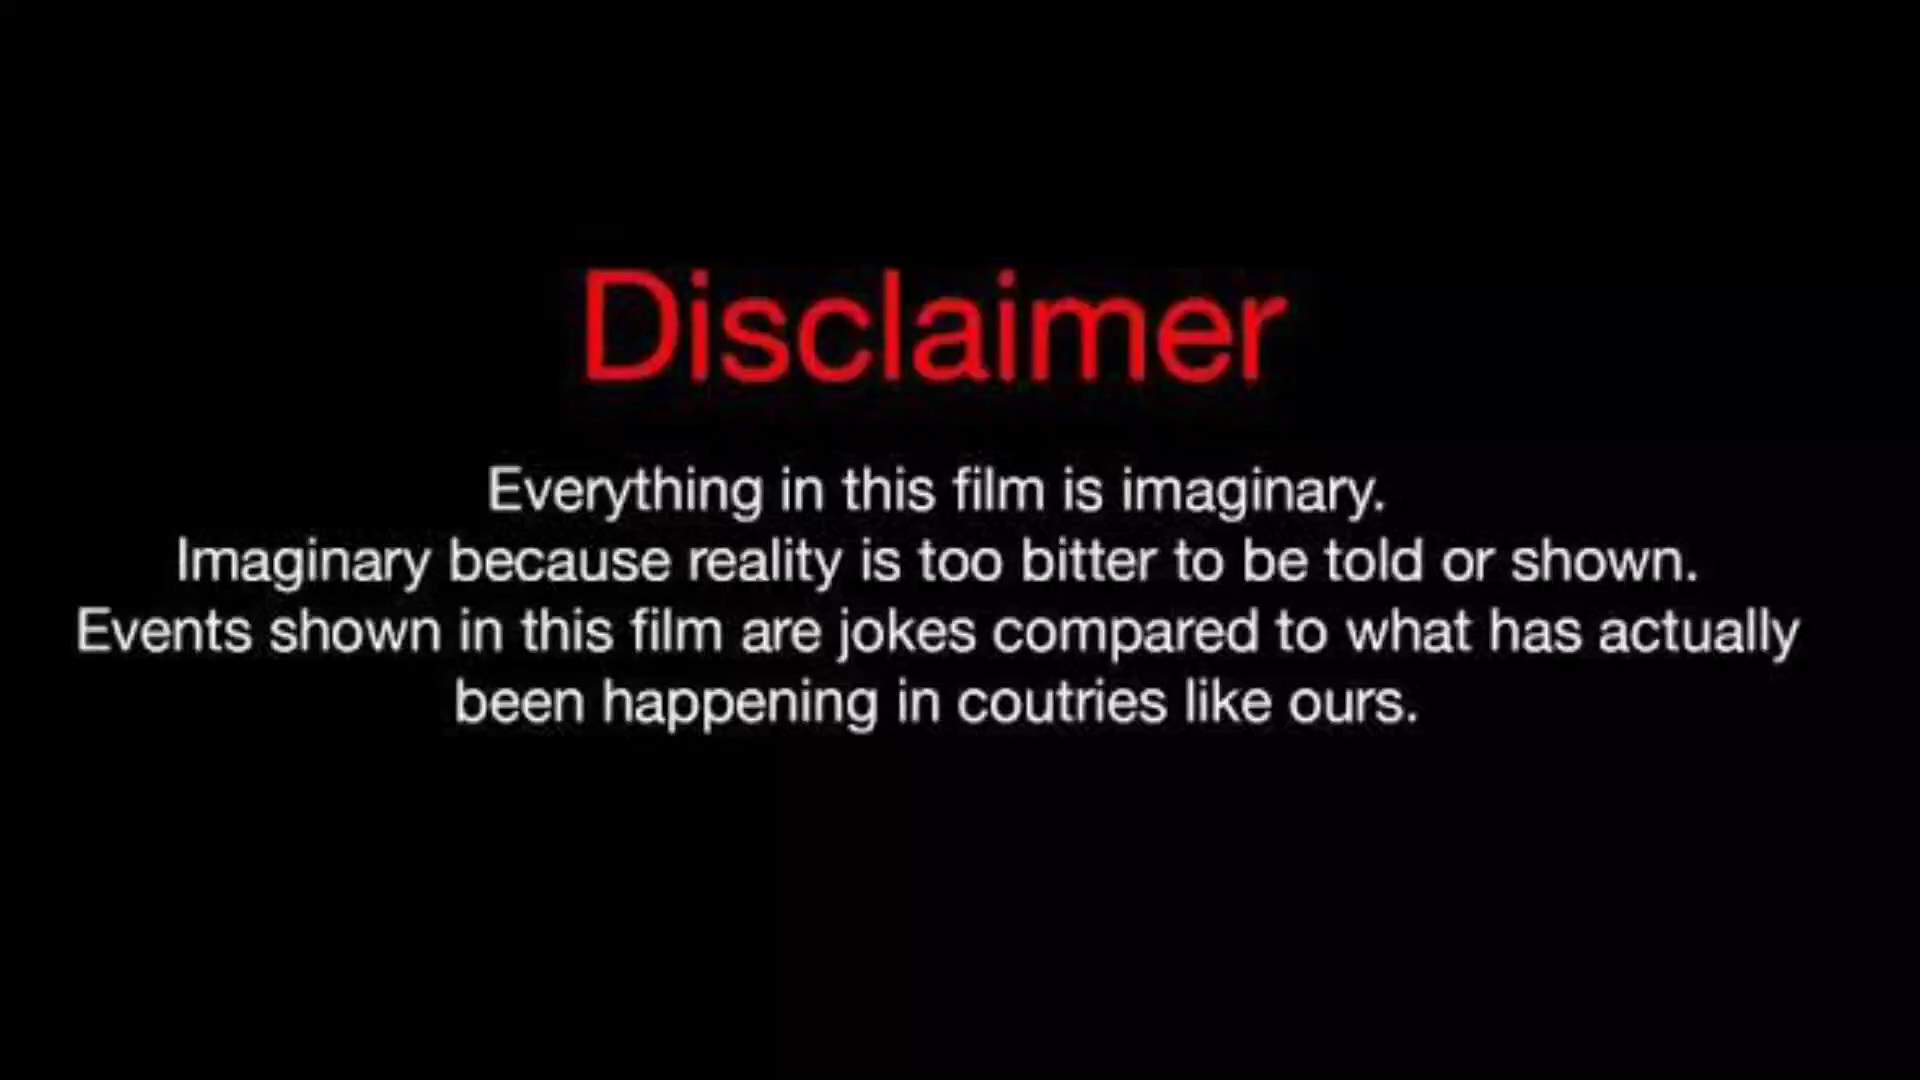 Disclaimer
Everything in this film is imaginary.
Imaginary because reality is too bitter to be told or shown.
Events shown in this film are jokes compared to what has actually
been happening in coutries like ours.